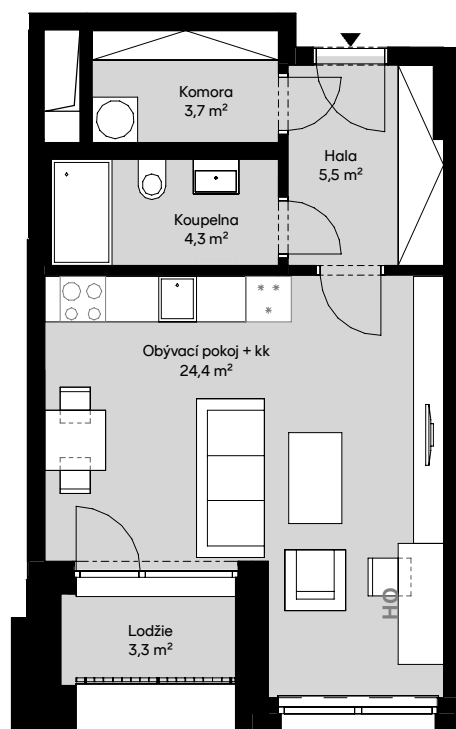 Komora
3,7 m²
Hala
5,5 m²
Koupelna
4,3 m²
Obývací pokoj + kk
24,4 m²
HO
Lodžie
3,3 m²